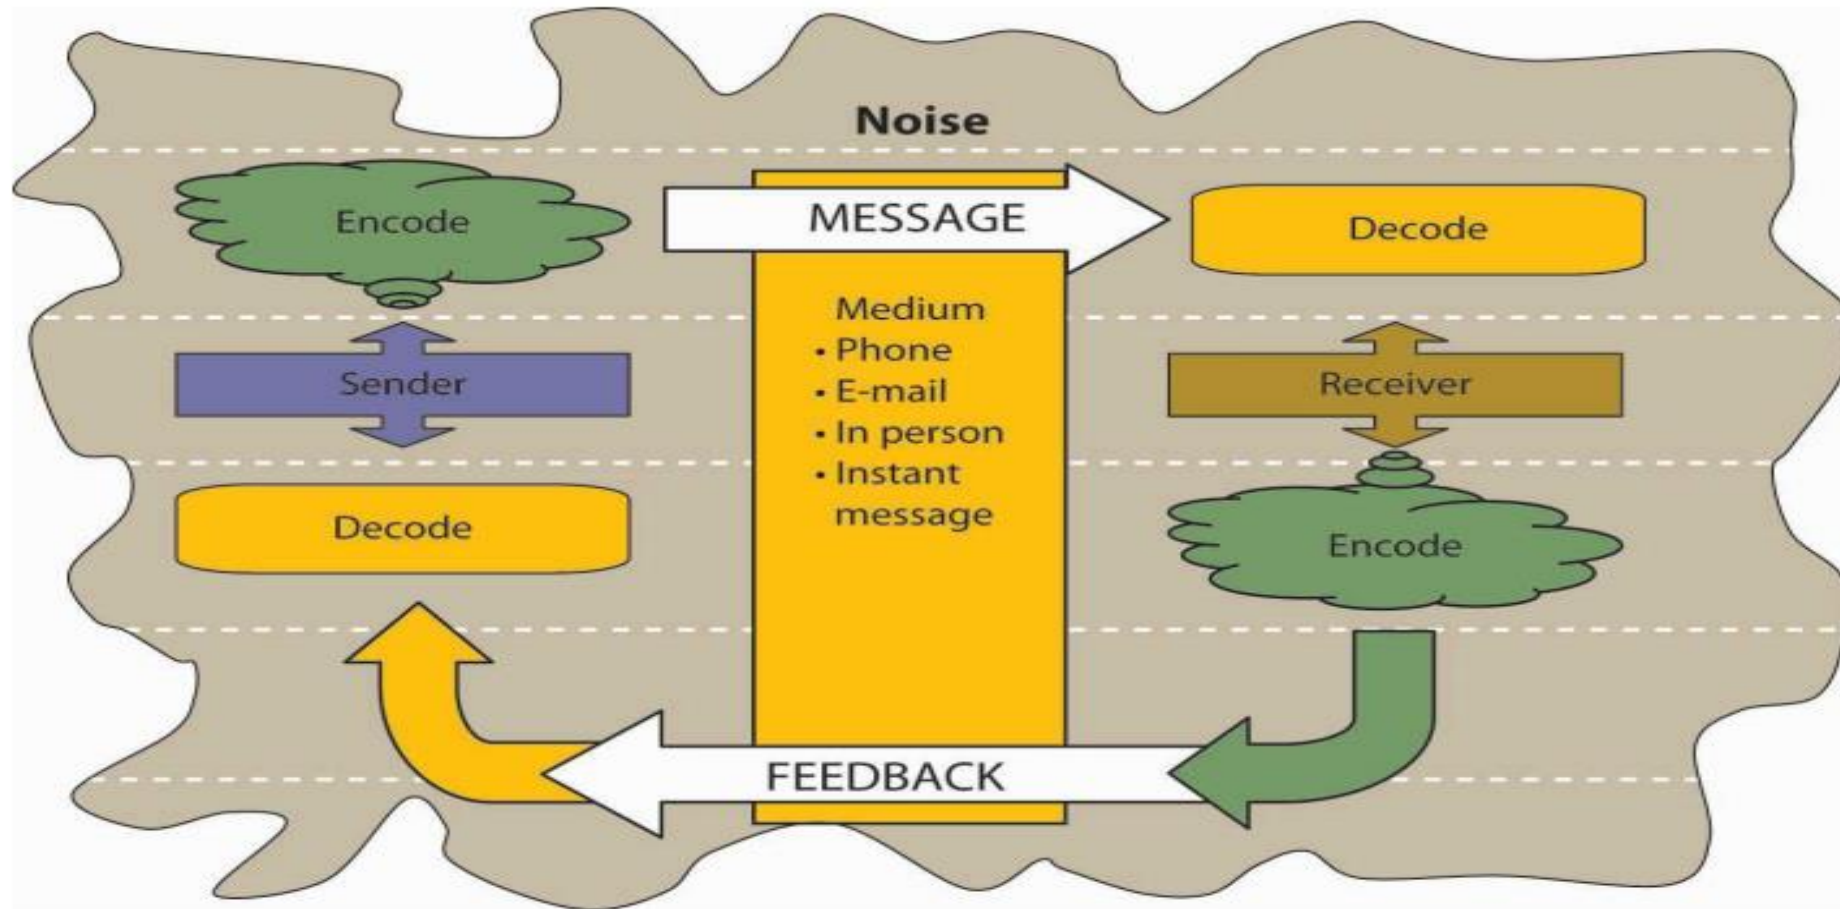 Noise
Encode
MESSAGE
Decode
Medium
• Phone
• E-mail
• In person
• Instant
message
Sender
Receiver
Decode
Encode
FEEDBACK